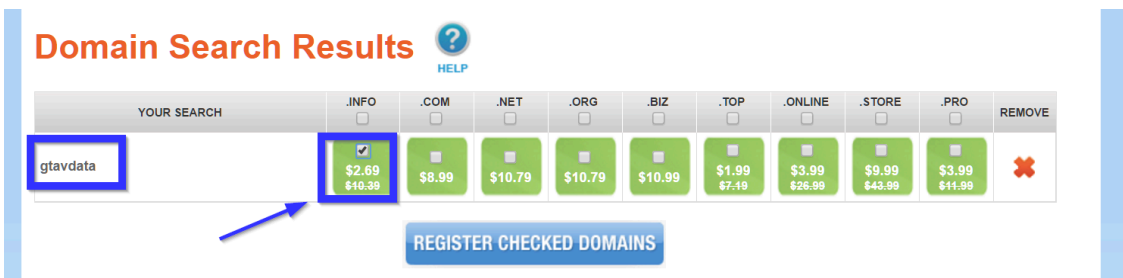 Domain Search Results
?
HELP
YOUR SEARCH .INFO .COM .NET .ORG .BIZ .TOP .ONLINE .STORE .PRO REMOVE
gtavdata $2.69 $8.99 $10.79 $10.79 $10.99 $1.99 $3.99 $9.99 $3.99
$10.39 $7.19 $26.99 $43.99 $11.99
REGISTER CHECKED DOMAINS